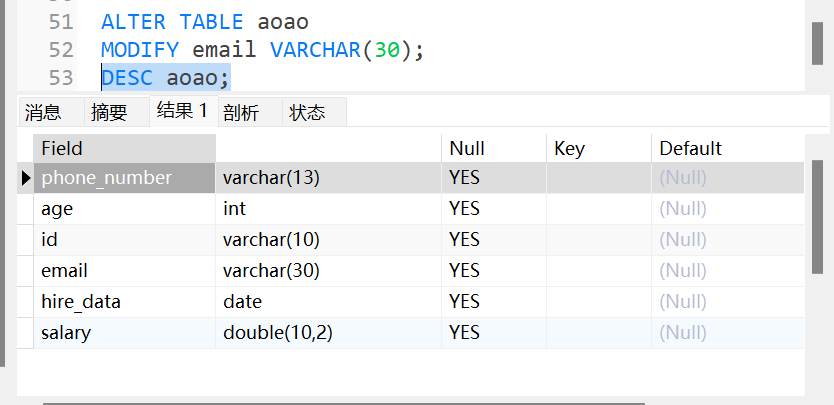 51 ALTER TABLE aoao
52 MODIFY email VARCHAR(30);
53 DESC aoao;
消息 摘要 结果 1 剖析 状态
Field Null Key Default
phone_number varchar(13) YES (Null)
age int YES (Null)
id varchar(10) YES (Null)
email varchar(30) YES (Null)
hire_data date YES (Null)
salary double(10,2) YES (Null)